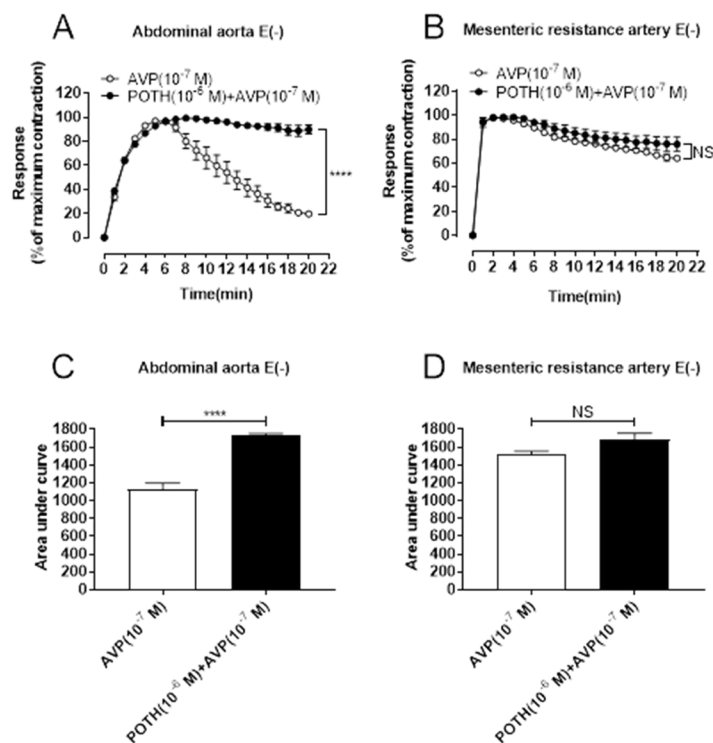 A
Abdominal aorta E(-)
AVP(10⁻⁷ M)
POTH(10⁻⁶ M)+AVP(10⁻⁷ M)
Response
(% of maximum contraction)
120
100
80
60
40
20
0
****
0 2 4 6 8 10 12 14 16 18 20 22
Time(min)
B
Mesenteric resistance artery E(-)
AVP(10⁻⁷ M)
POTH(10⁻⁶ M)+AVP(10⁻⁷ M)
Response
(% of maximum contraction)
120
100
80
60
40
20
0
NS
0 2 4 6 8 10 12 14 16 18 20 22
Time(min)
C
Abdominal aorta E(-)
Area under curve
1800
1600
1400
1200
1000
800
600
400
200
0
****
AVP(10⁻⁷ M)
POTH(10⁻⁶ M)+AVP(10⁻⁷ M)
D
Mesenteric resistance artery E(-)
Area under curve
1800
1600
1400
1200
1000
800
600
400
200
0
NS
AVP(10⁻⁷ M)
POTH(10⁻⁶ M)+AVP(10⁻⁷ M)